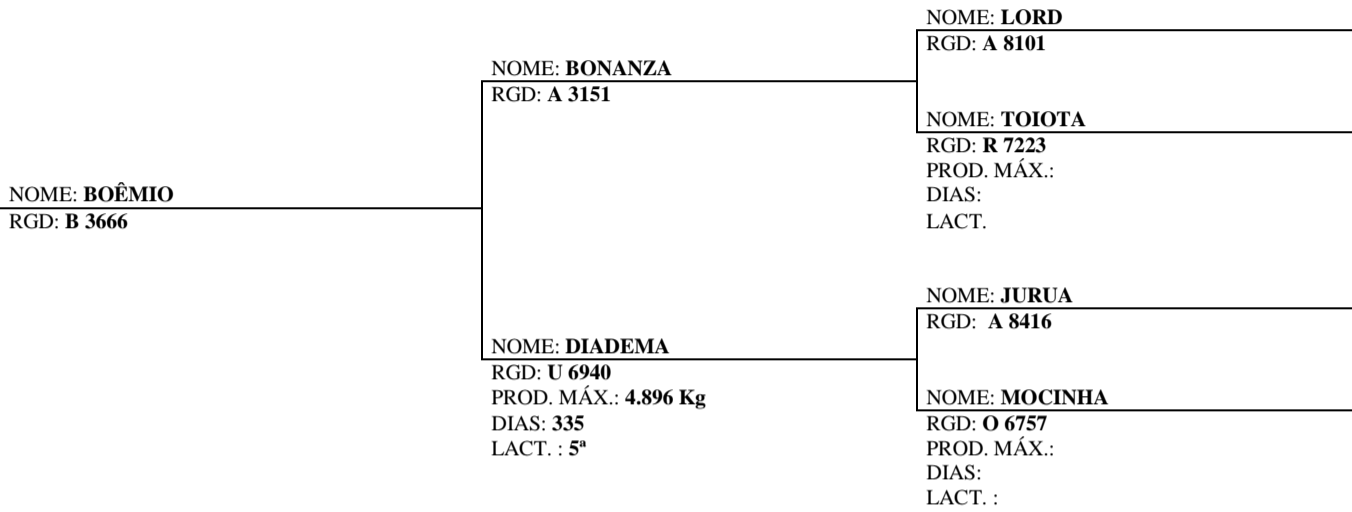 NOME: LORD
RGD: A 8101
NOME: BONANZA
RGD: A 3151
NOME: TOIOTA
RGD: R 7223
PROD. MÁX.:
DIAS:
LACT.
NOME: BOÊMIO
RGD: B 3666
NOME: JURUA
RGD: A 8416
NOME: DIADEMA
RGD: U 6940
PROD. MÁX.: 4.896 Kg
DIAS: 335
LACT. : 5ª
NOME: MOCINHA
RGD: O 6757
PROD. MÁX.:
DIAS:
LACT. :